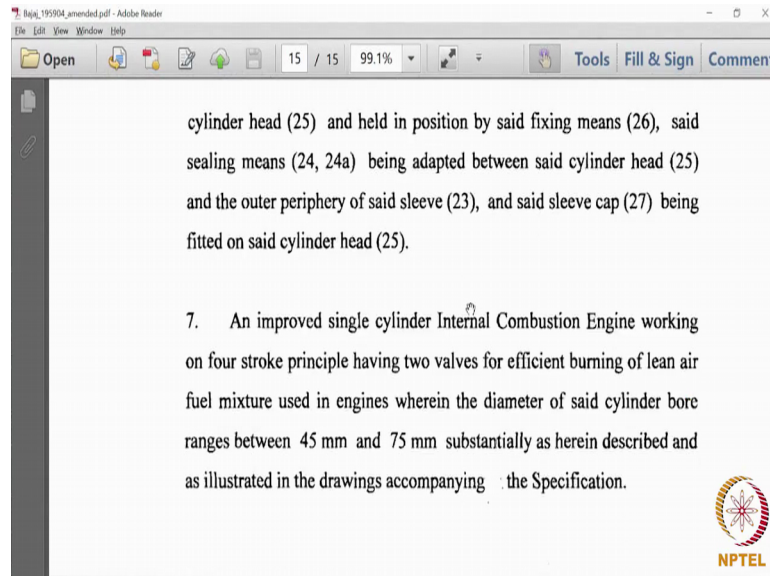 Bajaj_195904_amended.pdf - Adobe Reader
File Edit View Window Help
Open 15 / 15 99.1% Tools Fill & Sign Commen
cylinder head (25) and held in position by said fixing means (26), said
sealing means (24, 24a) being adapted between said cylinder head (25)
and the outer periphery of said sleeve (23), and said sleeve cap (27) being
fitted on said cylinder head (25).
7. An improved single cylinder Internal Combustion Engine working
on four stroke principle having two valves for efficient burning of lean air
fuel mixture used in engines wherein the diameter of said cylinder bore
ranges between 45 mm and 75 mm substantially as herein described and
as illustrated in the drawings accompanying the Specification.
NPTEL